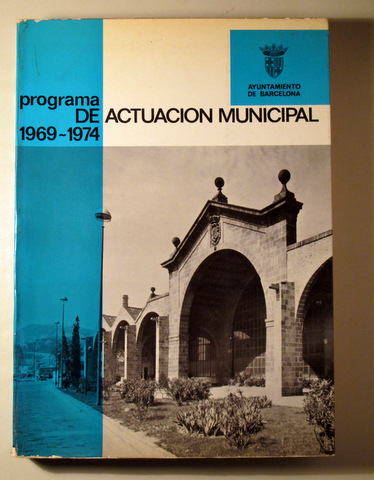 AYUNTAMIENTO
DE BARCELONA
programa
DE ACTUACION MUNICIPAL
1969~1974